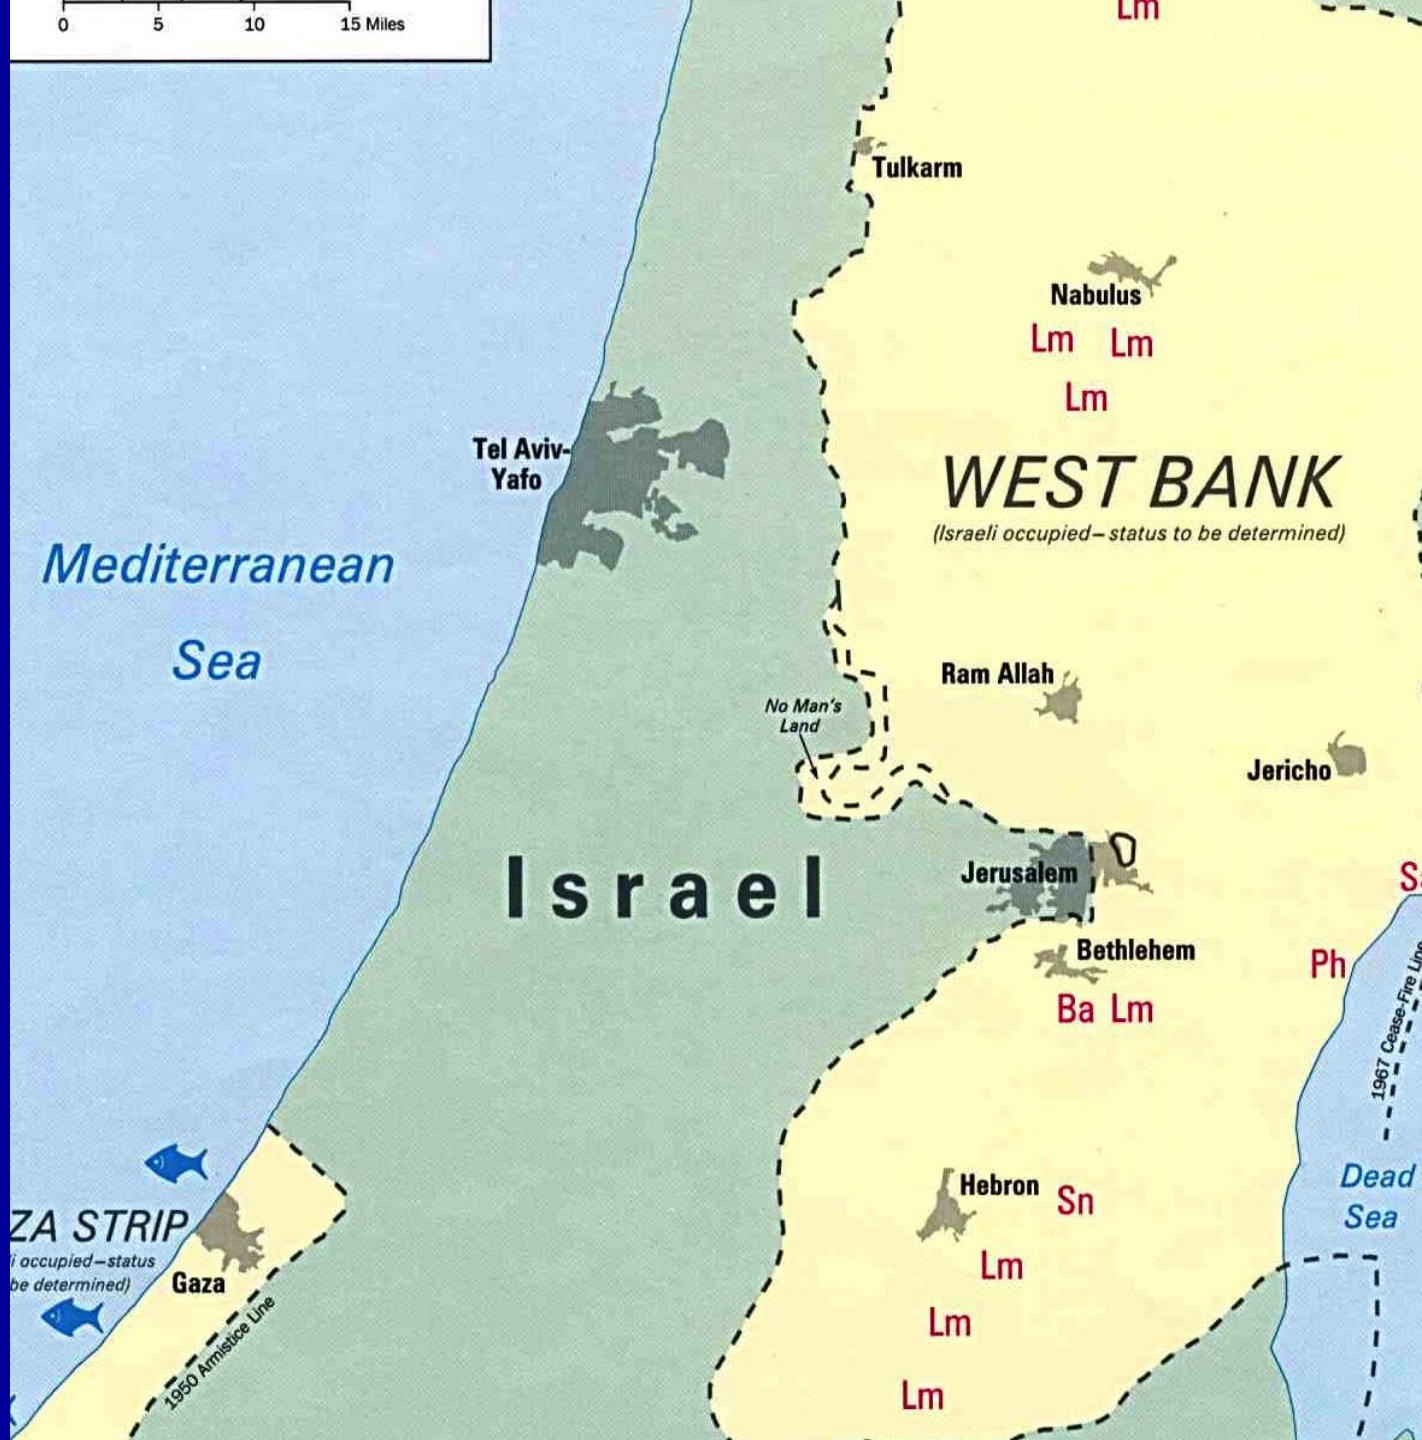 0 5 10 15 Miles
Lm
Tulkarm
Nabulus
Lm Lm
Lm
Tel Aviv-
Yafo
WEST BANK
(Israeli occupied–status to be determined)
Mediterranean
Sea
Ram Allah
No Man's
Land
Jericho
Israel
Jerusalem
Bethlehem
Ph
Ba Lm
1967 Cease-Fire Line
Dead
Sea
Hebron
Sn
Lm
Lm
Lm
ZA STRIP
i occupied–status
be determined)
Gaza
1950 Armistice Line